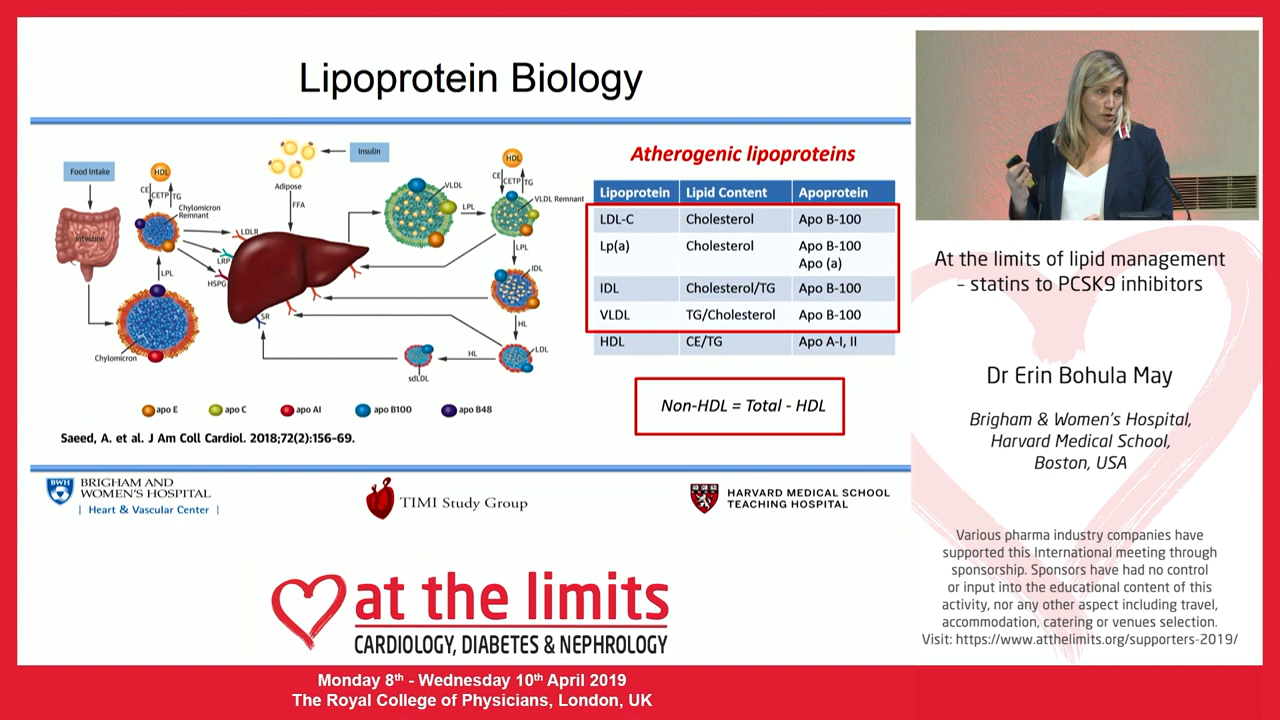 Lipoprotein Biology
Food Intake
Intestine
HDL
CE
CETP
TG
Chylomicron
Remnant
LPL
Chylomicron
LDLR
LRP
HSPG
SR
Adipose
Insulin
FFA
VLDL
LPL
HDL
CE
CETP
TG
VLDL Remnant
LPL
IDL
HL
LDL
HL
sdLDL
apo E
apo C
apo AI
apo B100
apo B48
Saeed, A. et al. J Am Coll Cardiol. 2018;72(2):156–69.
Atherogenic lipoproteins
Lipoprotein Lipid Content Apoprotein
LDL-C Cholesterol Apo B-100
Lp(a) Cholesterol Apo B-100
Apo (a)
IDL Cholesterol/TG Apo B-100
VLDL TG/Cholesterol Apo B-100
HDL CE/TG Apo A-I, II
Non-HDL = Total - HDL
BWH
BRIGHAM AND
WOMEN'S HOSPITAL
| Heart & Vascular Center |
TIMI Study Group
HARVARD MEDICAL SCHOOL
TEACHING HOSPITAL
at the limits
CARDIOLOGY, DIABETES & NEPHROLOGY
Monday 8th - Wednesday 10th April 2019
The Royal College of Physicians, London, UK
At the limits of lipid management
– statins to PCSK9 inhibitors
Dr Erin Bohula May
Brigham & Women's Hospital,
Harvard Medical School,
Boston, USA
Various pharma industry companies have
supported this International meeting through
sponsorship. Sponsors have had no control
or input into the educational content of this
activity, nor any other aspect including travel,
accommodation, catering or venues selection.
Visit: https://www.atthelimits.org/supporters-2019/